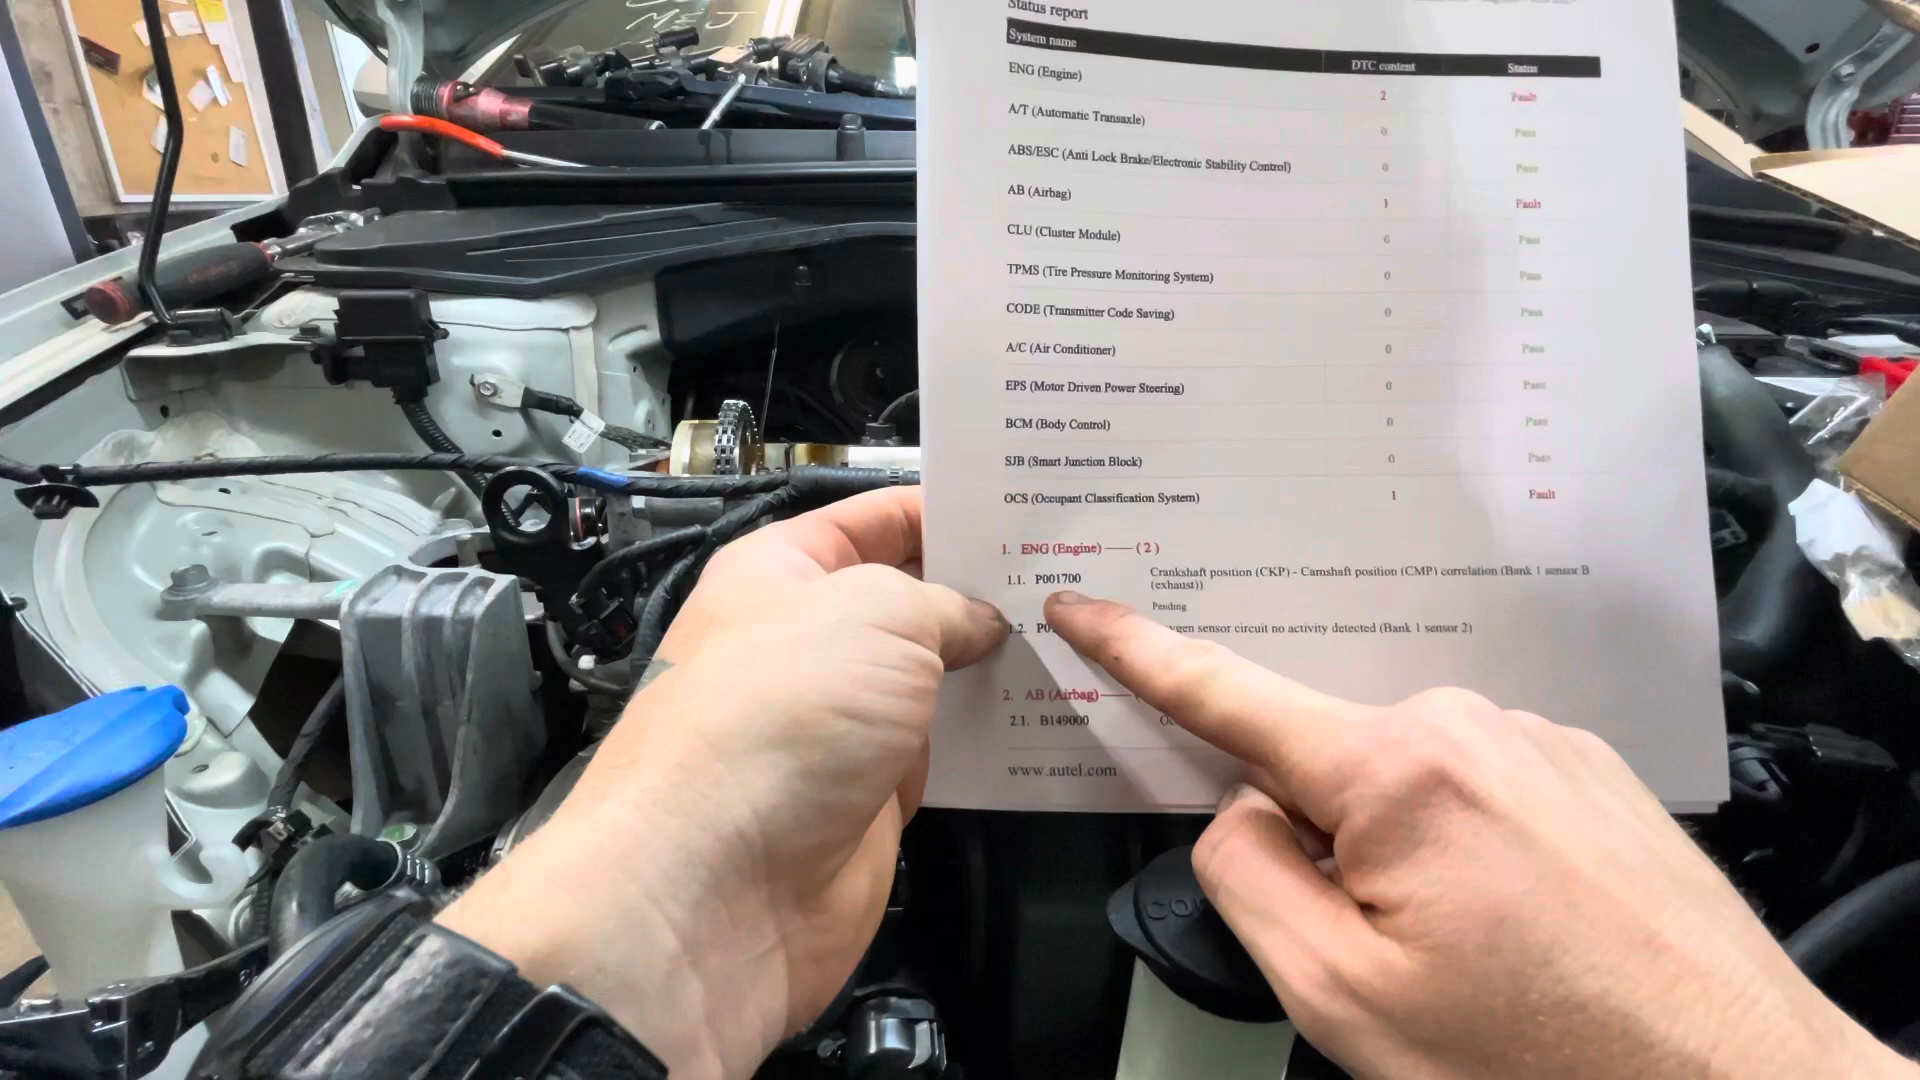 Status report
System name DTC content Status
ENG (Engine) 2 Fault
A/T (Automatic Transaxle) 0 Pass
ABS/ESC (Anti Lock Brake/Electronic Stability Control) 0 Pass
AB (Airbag) 1 Fault
CLU (Cluster Module) 0 Pass
TPMS (Tire Pressure Monitoring System) 0 Pass
CODE (Transmitter Code Saving) 0 Pass
A/C (Air Conditioner) 0 Pass
EPS (Motor Driven Power Steering) 0 Pass
BCM (Body Control) 0 Pass
SJB (Smart Junction Block) 0 Pass
OCS (Occupant Classification System) 1 Fault
1. ENG (Engine) —— ( 2 )
1.1. P001700 Crankshaft position (CKP) - Camshaft position (CMP) correlation (Bank 1 sensor B
(exhaust))
Pending
1.2. sensor circuit no activity detected (Bank 1 sensor 2)
2. AB (Airbag) ——
2.1. B149000
www.autel.com